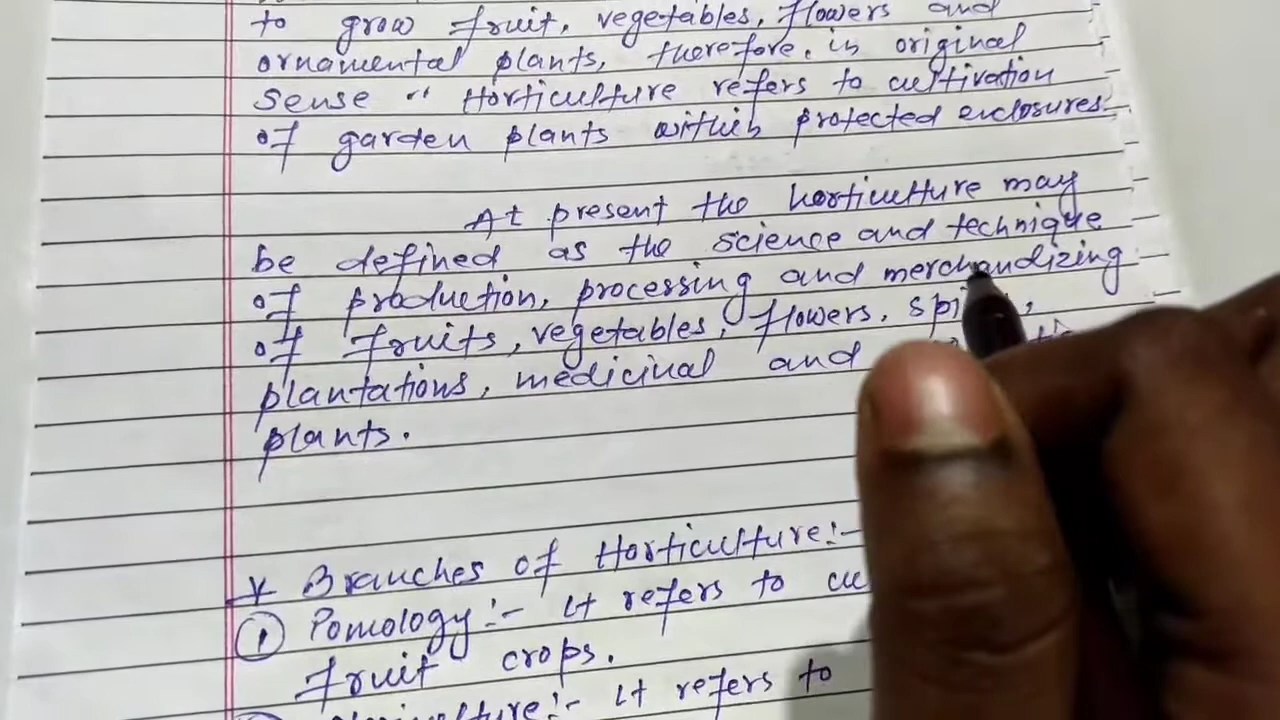 to grow fruit, vegetables, flowers and
ornamental plants, therefore, in original
sense " Horticulture refers to cultivation
of garden plants within protected enclosures.
At present the horticulture may
be defined as the science and technique
of production, processing and merchandizing
of fruits, vegetables, flowers,
plantations, medicinal and
plants.
* Branches of Horticulture:-
① Pomology:- It refers to
fruit crops.
It refers to